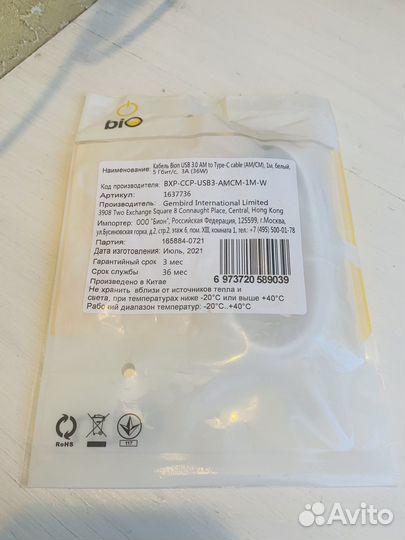 biO
Наименование: Кабель Bion USB 3.0 AM to Type-C cable (AM/CM), 1м, белый,
5 Гбит/с, 3A (36W)
Код производителя: BXP-CCP-USB3-AMCM-1M-W
Артикул: 1637736
Производитель: Gembird International Limited
3908 Two Exchange Square 8 Connaught Place, Central, Hong Kong
Импортер: ООО "Бион", Российская Федерация, 125599, г.Москва,
ул.Бусиновская горка, д.2, стр.2, этаж 6, пом. XIII, комната 1, тел.: +7 (495) 500-01-78
Партия: 165884-0721
Дата изготовления: Июль, 2021
Гарантийный срок 3 мес
Срок службы 36 мес
6 973720 589039
Произведено в Китае
Не хранить вблизи от источников тепла и
света, при температурах ниже -20°C или выше +40°C
Рабочий диапазон температур: -20°C..+40°C
RoHS
117
Avito